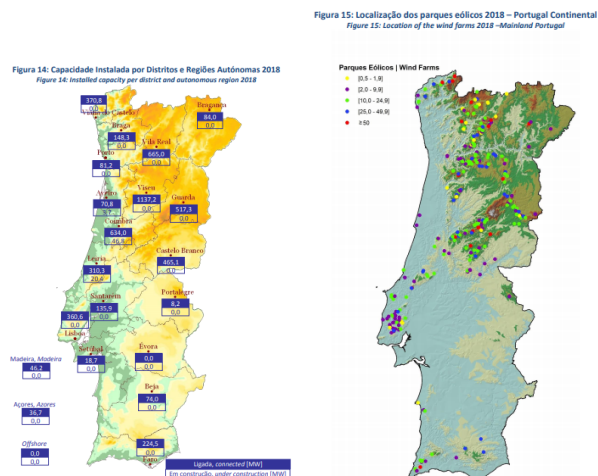 Figura 14: Capacidade Instalada por Distritos e Regiões Autónomas 2018
Figure 14: Installed capacity per district and autonomous region 2018
370,8
0,0
Viana do Castelo
Bragança
84,0
0,0
Braga
148,3
0,0
Vila Real
665,0
0,0
Porto
81,2
0,0
Aveiro
70,8
Viseu
1137,2
0,0
Guarda
517,3
0,0
Coimbra
634,0
46,8
Castelo Branco
465,1
0,0
Leiria
310,3
20,4
Santarém
135,9
0,0
Portalegre
8,2
0,0
360,6
0,0
Lisboa
Setúbal
18,7
0,0
Évora
0,0
0,0
Madeira, Madeira
46,2
0,0
Beja
74,0
0,0
Açores, Azores
36,7
0,0
Offshore
0,0
0,0
224,5
0,0
Faro
Ligada, connected [MW]
Em construção, under construction [MW]
Figura 15: Localização dos parques eólicos 2018 – Portugal Continental
Figure 15: Location of the wind farms 2018 –Mainland Portugal
Parques Eólicos | Wind Farms
[0,5 - 1,9]
[2,0 - 9,9]
[10,0 - 24,9]
[25,0 - 49,9]
≥50